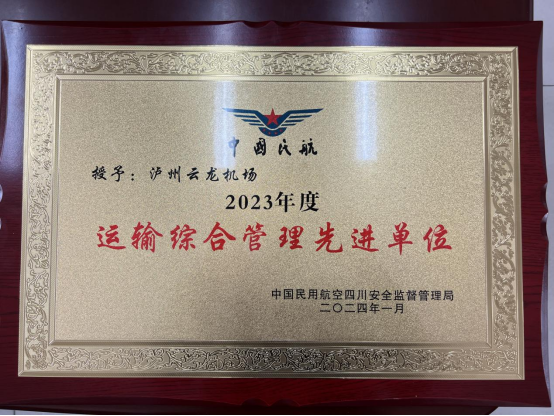 中国民航
授予：泸州云龙机场
2023年度
运输综合管理先进单位
中国民用航空四川安全监督管理局
二〇二四年一月